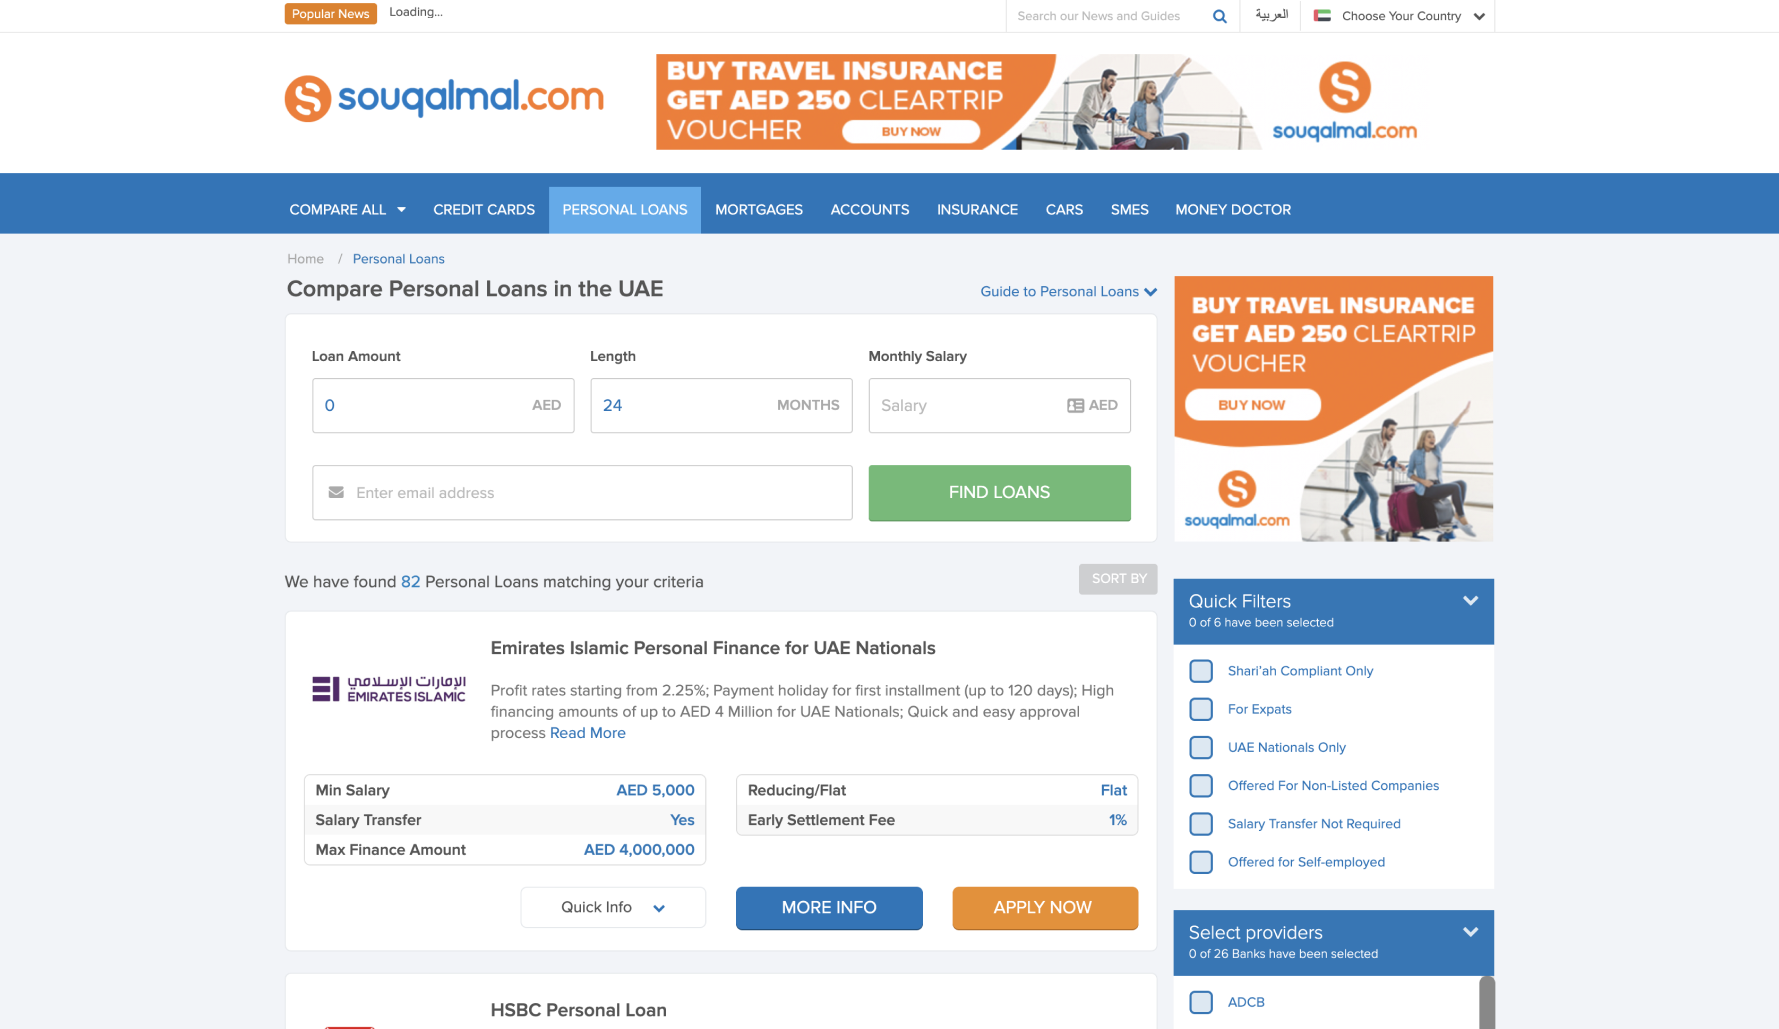 Popular News
Loading...
Search our News and Guides
العربية
Choose Your Country
souqalmal.com
BUY TRAVEL INSURANCE
GET AED 250 CLEARTRIP
VOUCHER
BUY NOW
souqalmal.com
COMPARE ALL
CREDIT CARDS
PERSONAL LOANS
MORTGAGES
ACCOUNTS
INSURANCE
CARS
SMES
MONEY DOCTOR
Home / Personal Loans
Compare Personal Loans in the UAE
Guide to Personal Loans
Loan Amount
Length
Monthly Salary
0 AED
24 MONTHS
Salary AED
Enter email address
FIND LOANS
BUY TRAVEL INSURANCE
GET AED 250 CLEARTRIP
VOUCHER
BUY NOW
souqalmal.com
We have found 82 Personal Loans matching your criteria
SORT BY
Emirates Islamic Personal Finance for UAE Nationals
الإمارات الإسلامي
EMIRATES ISLAMIC
Profit rates starting from 2.25%; Payment holiday for first installment (up to 120 days); High
financing amounts of up to AED 4 Million for UAE Nationals; Quick and easy approval
process Read More
Min Salary AED 5,000
Salary Transfer Yes
Max Finance Amount AED 4,000,000
Reducing/Flat Flat
Early Settlement Fee 1%
Quick Info
MORE INFO
APPLY NOW
HSBC Personal Loan
Quick Filters
0 of 6 have been selected
Shari'ah Compliant Only
For Expats
UAE Nationals Only
Offered For Non-Listed Companies
Salary Transfer Not Required
Offered for Self-employed
Select providers
0 of 26 Banks have been selected
ADCB